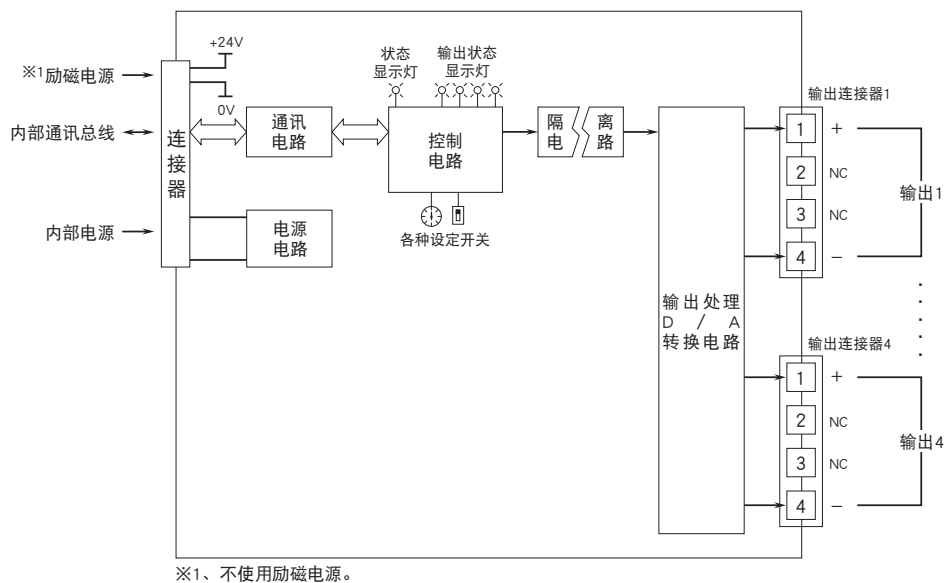 ※1励磁电源
+24V
0V
内部通讯总线
内部电源
连
接
器
通讯
电路
电源
电路
状态
显示灯
输出状态
显示灯
控制
电路
各种设定开关
隔
电
离
路
输出处理
D / A
转换电路
输出连接器1
1 +
2 NC
3 NC
4 −
输出1
输出连接器4
1 +
2 NC
3 NC
4 −
输出4
※1、不使用励磁电源。